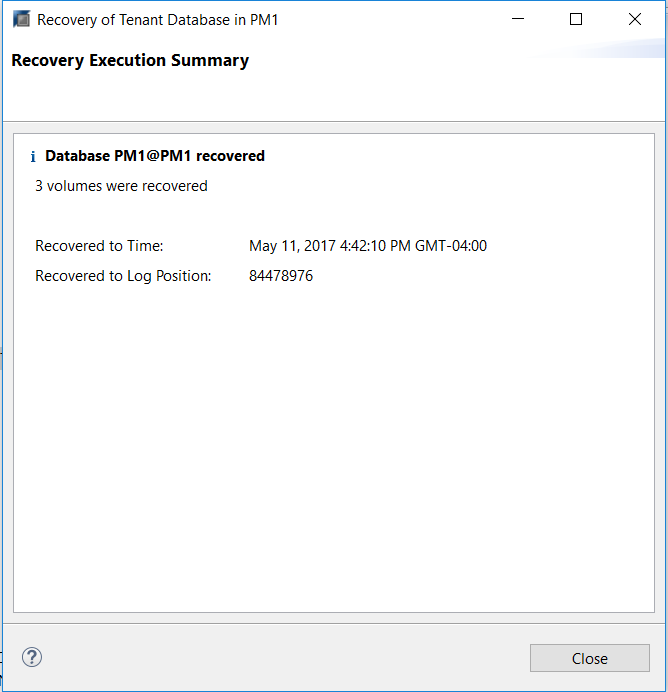 Recovery of Tenant Database in PM1
Recovery Execution Summary
i Database PM1@PM1 recovered
3 volumes were recovered
Recovered to Time: May 11, 2017 4:42:10 PM GMT-04:00
Recovered to Log Position: 84478976
? Close